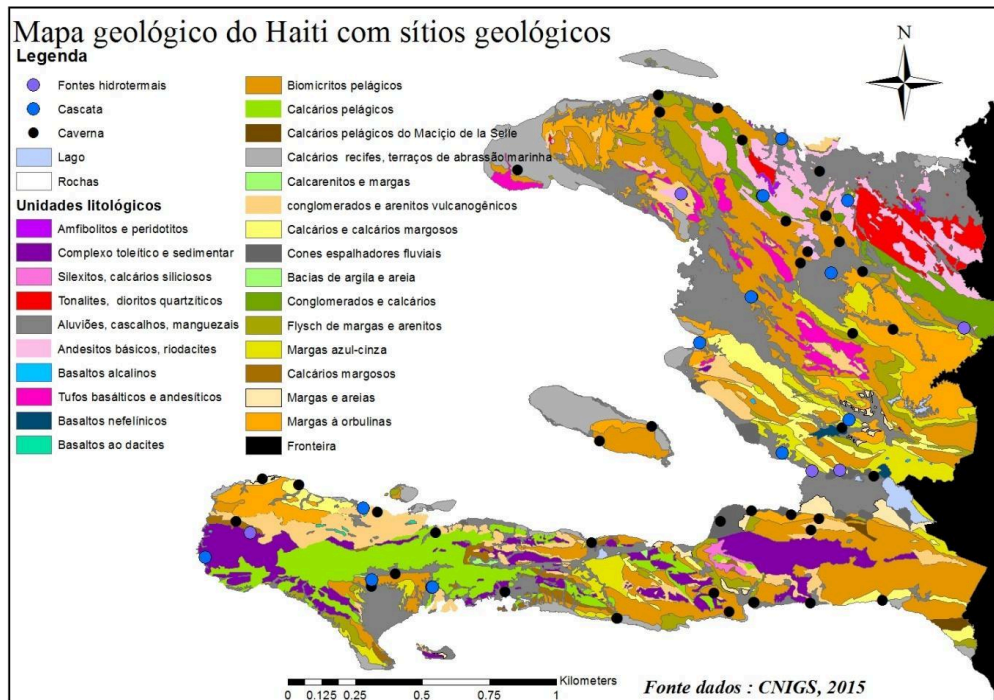 Mapa geológico do Haiti com sítios geológicos
Legenda
Fontes hidrotermais
Cascata
Caverna
Lago
Rochas
Unidades litológicos
Amfibolitos e peridotitos
Complexo toleítico e sedimentar
Silexitos, calcários siliciosos
Tonalites, dioritos quartzíticos
Aluviões, cascalhos, manguezais
Andesitos básicos, riodacites
Basaltos alcalinos
Tufos basálticos e andesíticos
Basaltos nefelínicos
Basaltos ao dacites
Biomicritos pelágicos
Calcários pelágicos
Calcários pelágicos do Maciçio de la Selle
Calcários recifes, terraços de abrassão marinha
Calcarenitos e margas
conglomerados e arenitos vulcanogênicos
Calcários e calcários margosos
Cones espalhadores fluviais
Bacias de argila e areia
Conglomerados e calcários
Flysch de margas e arenitos
Margas azul-cinza
Calcários margosos
Margas e areias
Margas à orbulinas
Fronteira
N
Kilometers
0 0.125 0.25 0.5 0.75 1
Fonte dados : CNIGS, 2015